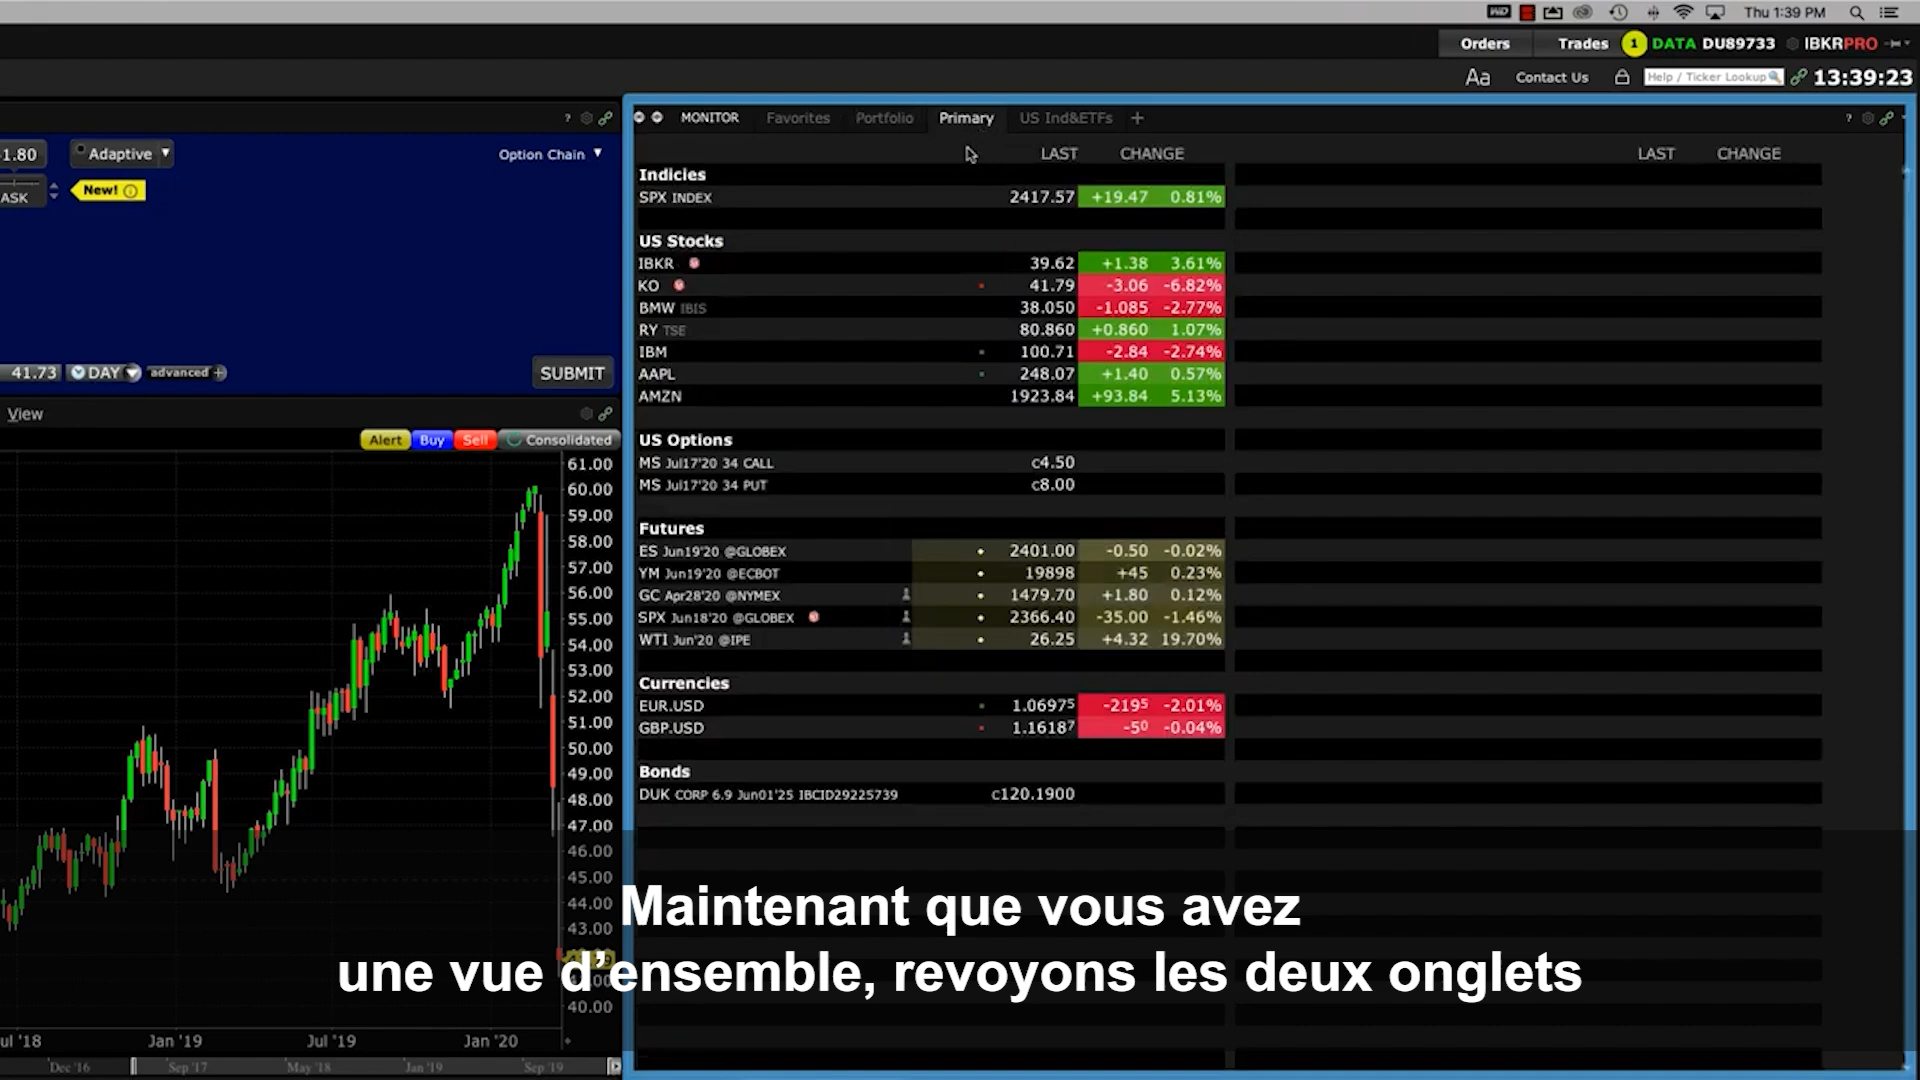 Thu 1:39 PM
Orders Trades 1 DATA DU89733 IBKRPRO
Aa Contact Us Help / Ticker Lookup 13:39:23
? MONITOR Favorites Portfolio Primary US Ind&ETFs + ?
1.80 Adaptive Option Chain
LAST CHANGE LAST CHANGE
ASK New!
Indicies
SPX INDEX 2417.57 +19.47 0.81%
US Stocks
IBKR 39.62 +1.38 3.61%
KO 41.79 -3.06 -6.82%
BMW IBIS 38.050 -1.085 -2.77%
RY TSE 80.860 +0.860 1.07%
IBM 100.71 -2.84 -2.74%
AAPL 248.07 +1.40 0.57%
AMZN 1923.84 +93.84 5.13%
41.73 DAY advanced + SUBMIT
View
Alert Buy Sell Consolidated
US Options
MS Jul17'20 34 CALL c4.50
MS Jul17'20 34 PUT c8.00
Futures
ES Jun19'20 @GLOBEX 2401.00 -0.50 -0.02%
YM Jun19'20 @ECBOT 19898 +45 0.23%
GC Apr28'20 @NYMEX 1479.70 +1.80 0.12%
SPX Jun18'20 @GLOBEX 2366.40 -35.00 -1.46%
WTI Jun'20 @IPE 26.25 +4.32 19.70%
Currencies
EUR.USD 1.06975 -2195 -2.01%
GBP.USD 1.16187 -50 -0.04%
Bonds
DUK CORP 6.9 Jun01'25 IBCID29225739 c120.1900
61.00
60.00
59.00
58.00
57.00
56.00
55.00
54.00
53.00
52.00
51.00
50.00
49.00
48.00
47.00
46.00
45.00
44.00
43.00
40.00
Maintenant que vous avez
une vue d’ensemble, revoyons les deux onglets
ul '18 Jan '19 Jul '19 Jan '20
Dec '16 Sep '17 May '18 Jan '19 Sep '19